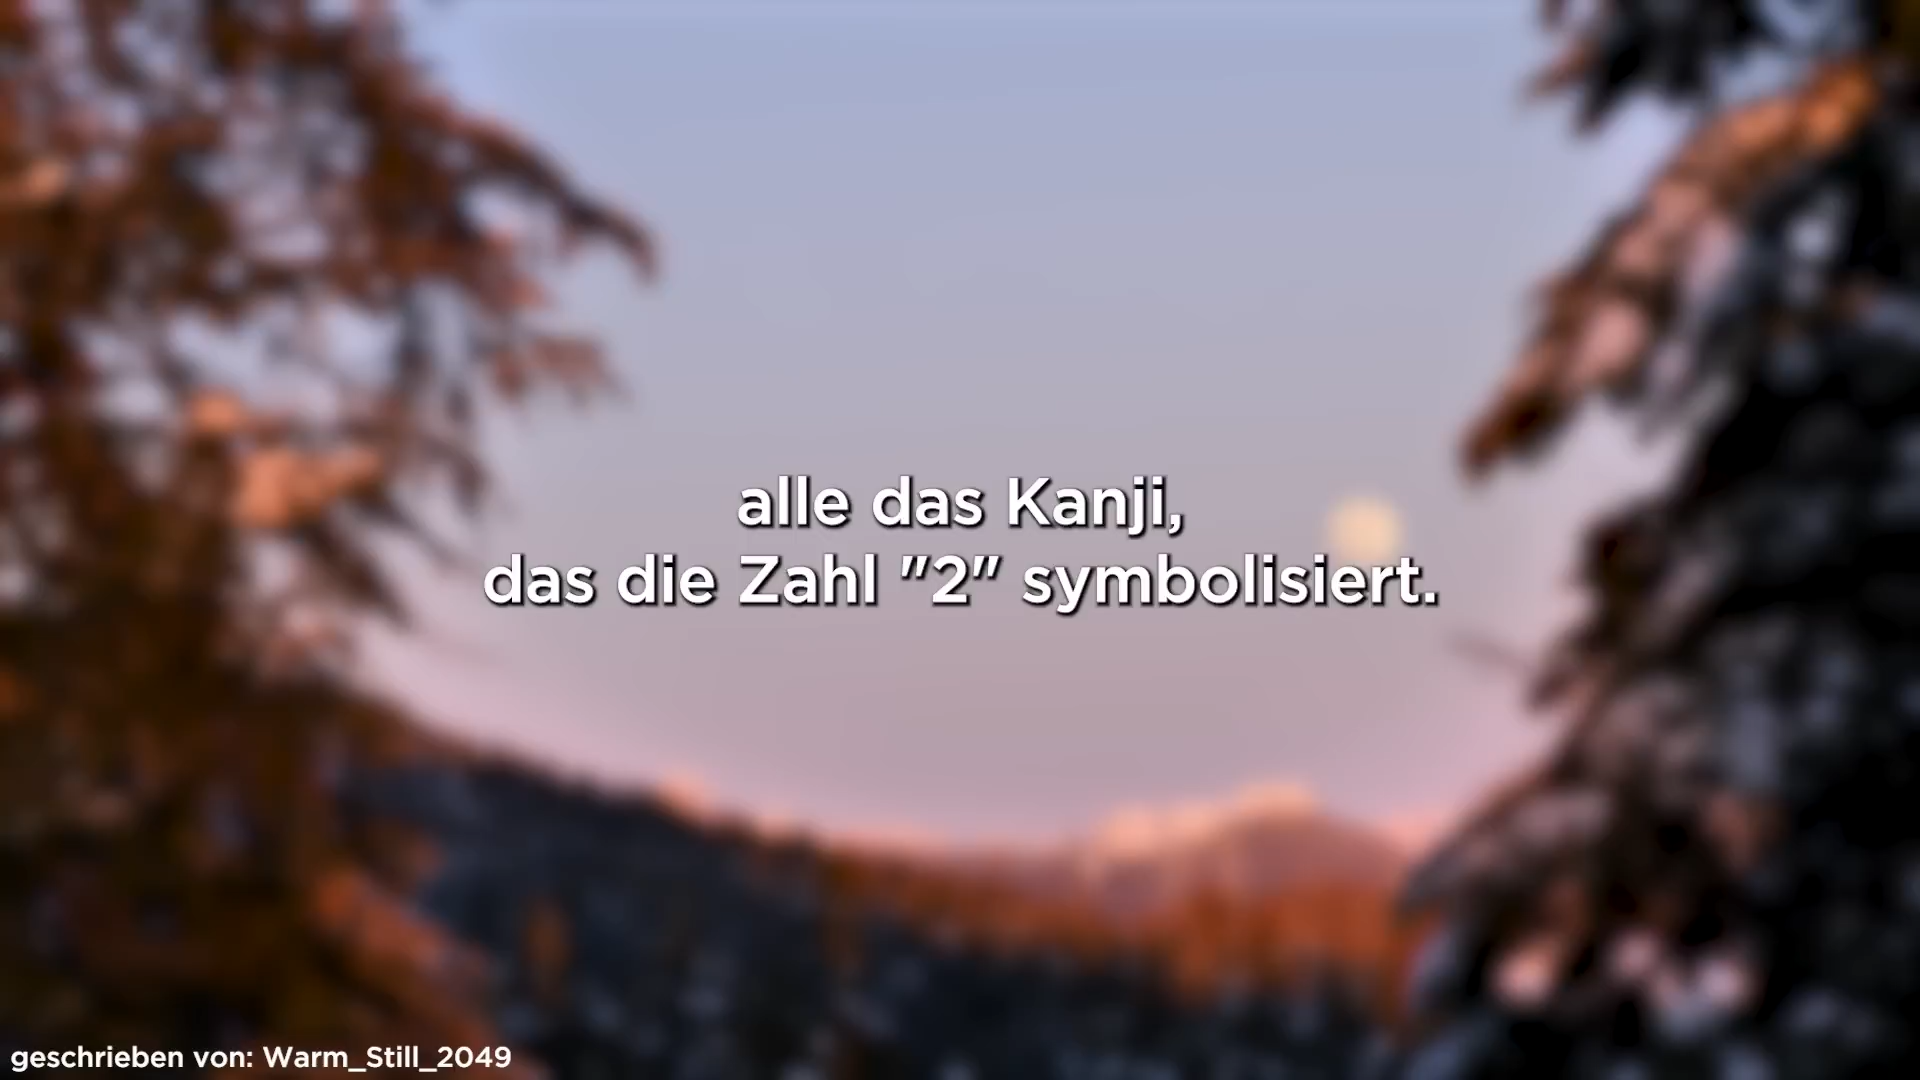 alle das Kanji,
das die Zahl "2" symbolisiert.
geschrieben von: Warm_Still_2049